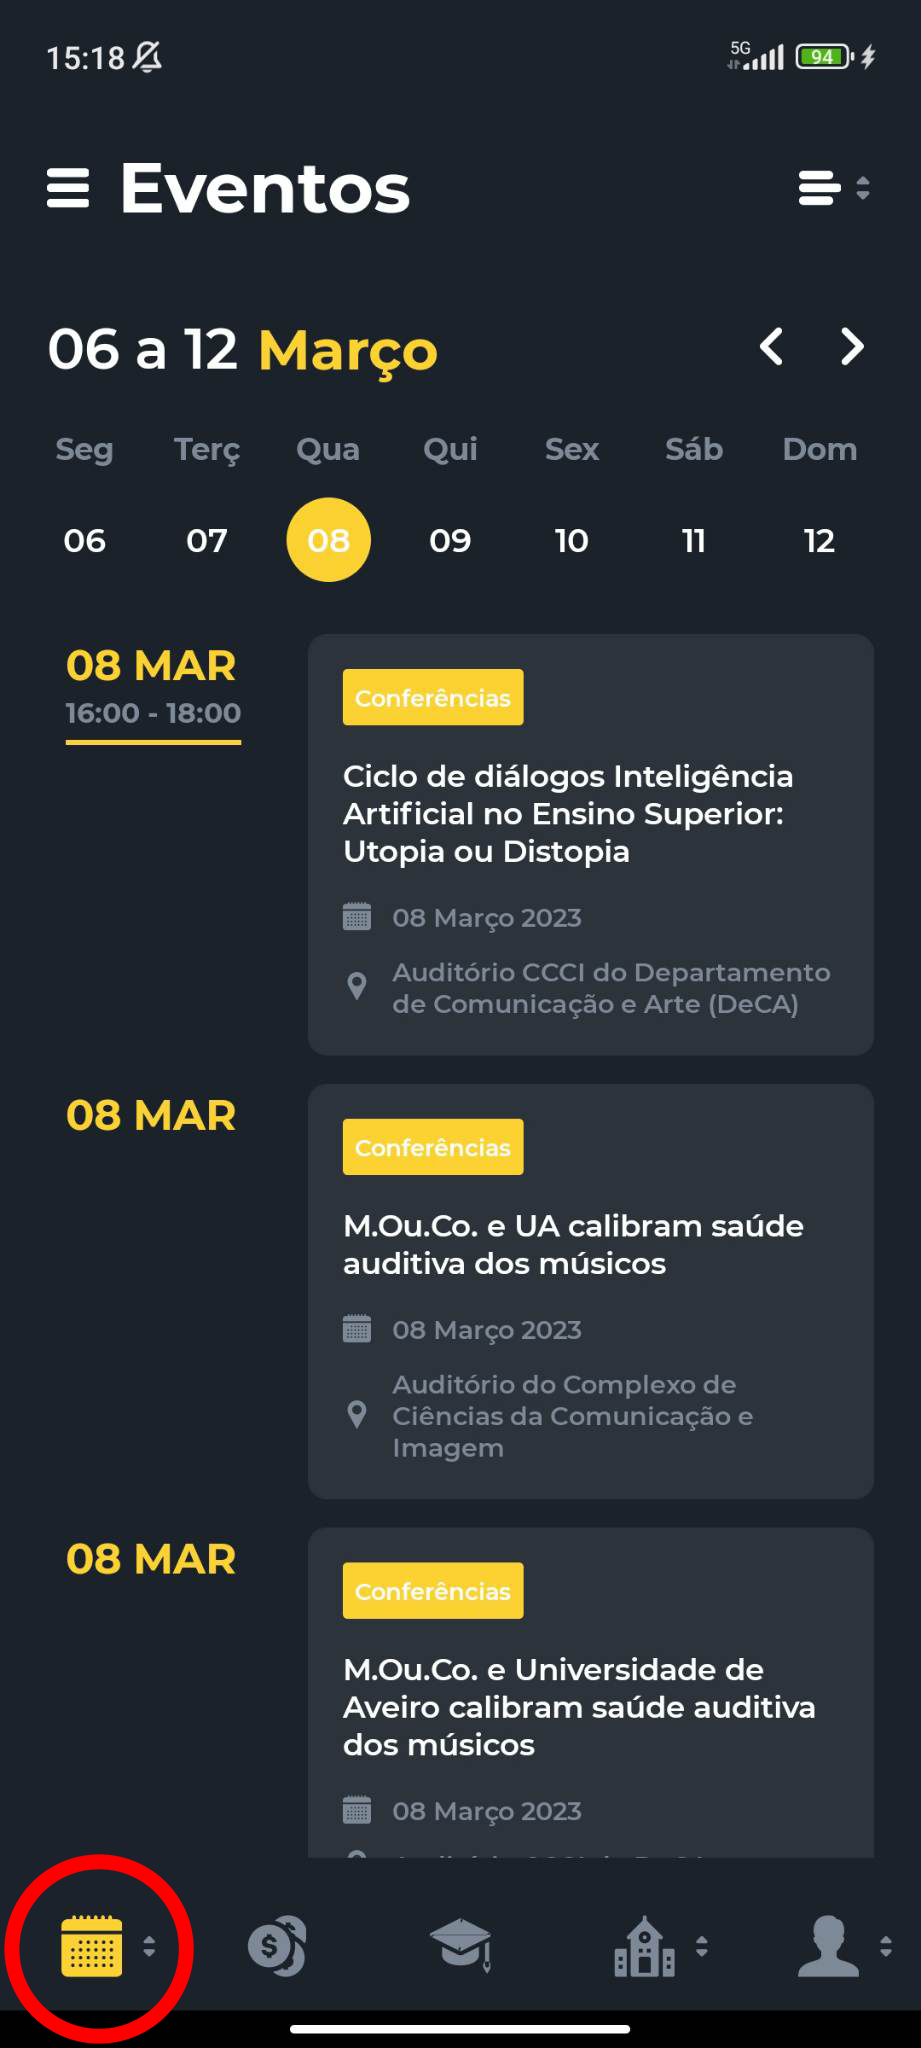 15:18
5G
94
Eventos
06 a 12 Março
Seg Terç Qua Qui Sex Sáb Dom
06 07 08 09 10 11 12
08 MAR
16:00 - 18:00
Conferências
Ciclo de diálogos Inteligência
Artificial no Ensino Superior:
Utopia ou Distopia
08 Março 2023
Auditório CCCI do Departamento
de Comunicação e Arte (DeCA)
08 MAR
Conferências
M.Ou.Co. e UA calibram saúde
auditiva dos músicos
08 Março 2023
Auditório do Complexo de
Ciências da Comunicação e
Imagem
08 MAR
Conferências
M.Ou.Co. e Universidade de
Aveiro calibram saúde auditiva
dos músicos
08 Março 2023